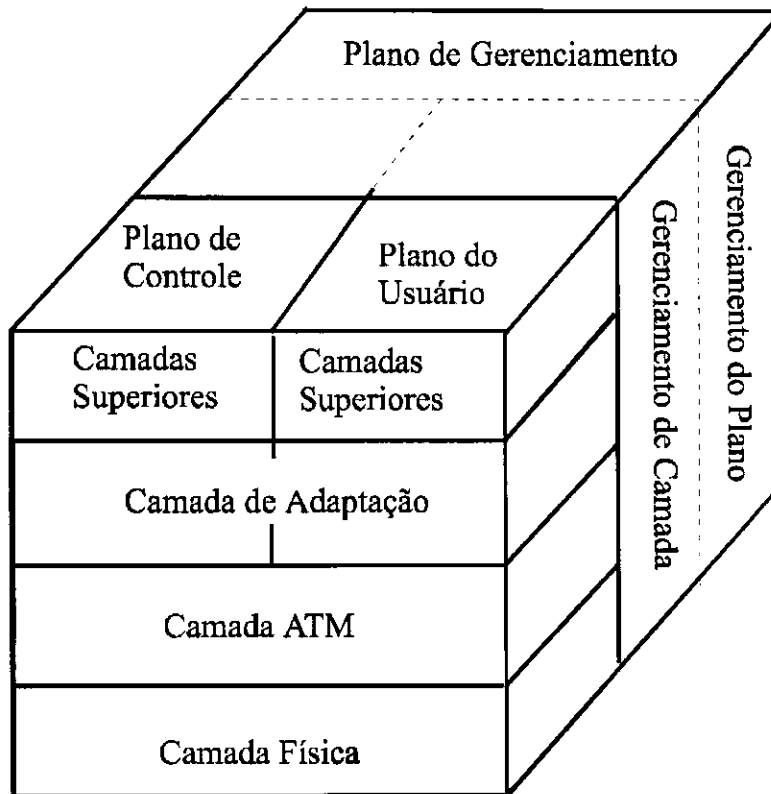 Plano de Gerenciamento
Plano de
Controle
Plano do
Usuário
Camadas
Superiores
Camadas
Superiores
Camada de Adaptação
Camada ATM
Camada Física
Gerenciamento de Camada
Gerenciamento do Plano